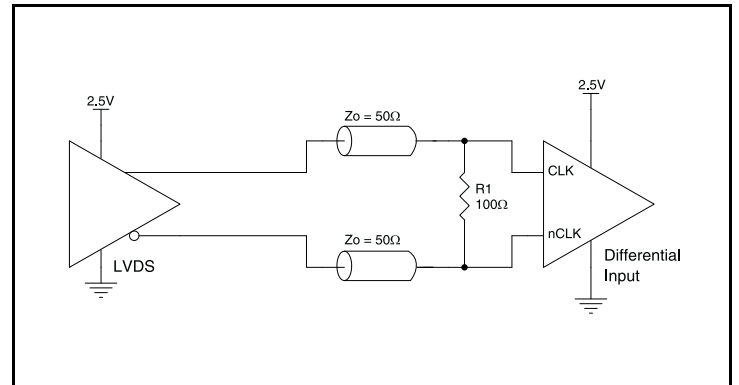 2.5V
2.5V
Zo = 50Ω
CLK
R1
100Ω
nCLK
Zo = 50Ω
LVDS
Differential
Input